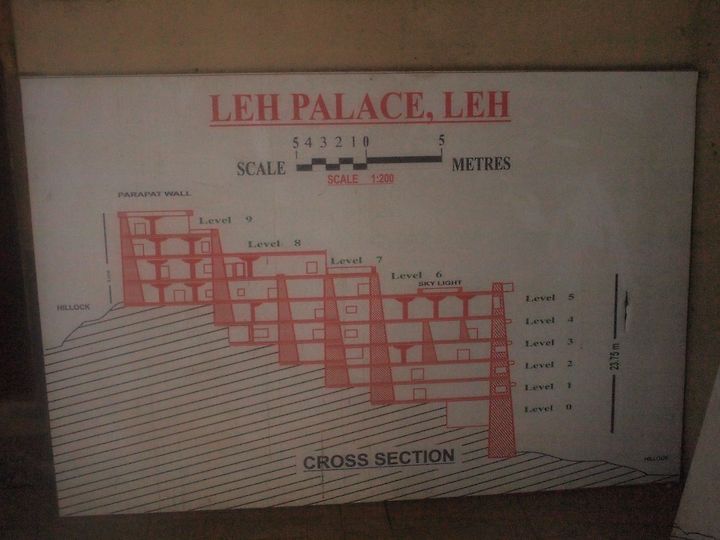 LEH PALACE, LEH
5 4 3 2 1 0 5
SCALE METRES
SCALE 1:200
PARAPAT WALL
Level 9
Level 8
Level 7
Level 6
SKY LIGHT
HILLOCK
Level 5
Level 4
Level 3
Level 2
Level 1
Level 0
23.75 m
CROSS SECTION
HILLOCK